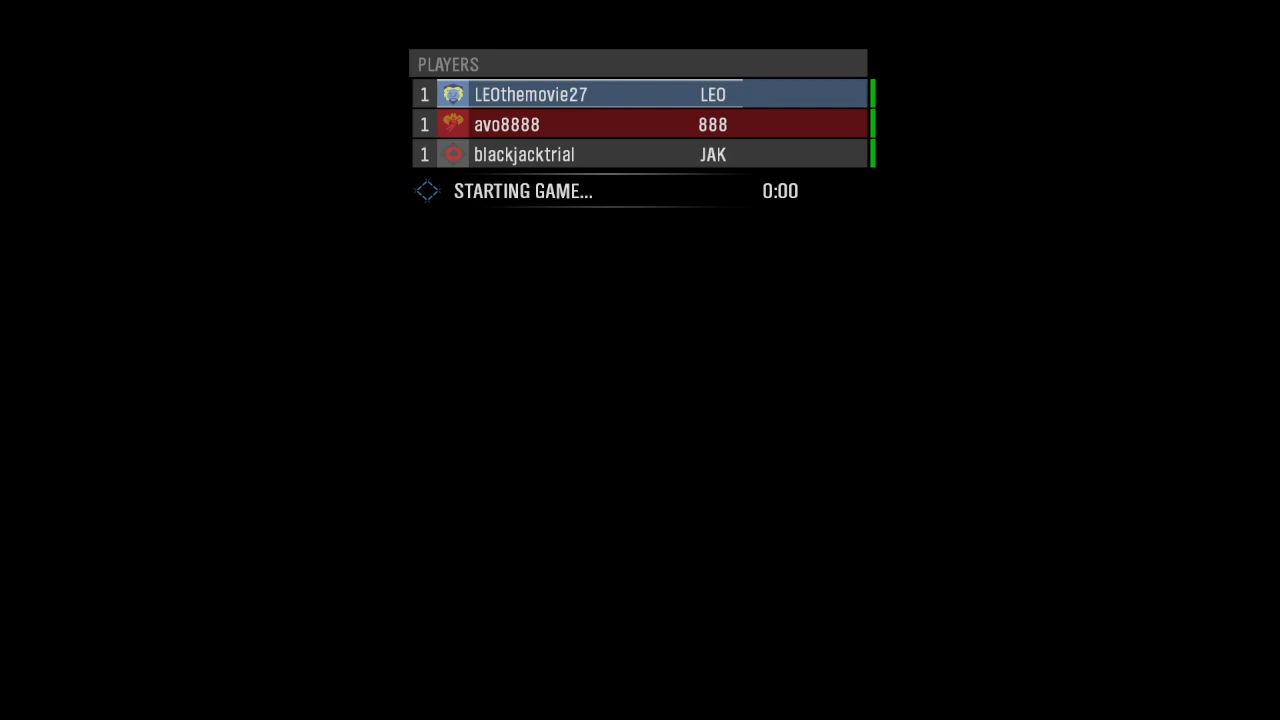 PLAYERS
1 LEOthemovie27 LEO
1 avo8888 888
1 blackjacktrial JAK
STARTING GAME... 0:00